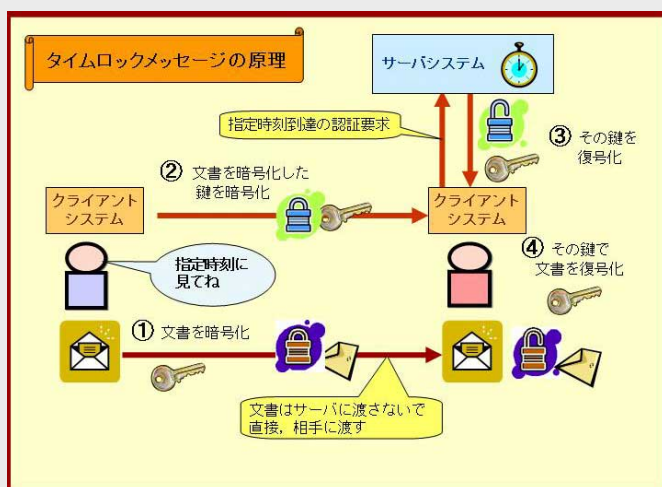 タイムロックメッセージの原理
サーバシステム
指定時刻到達の認証要求
③ その鍵を
復号化
② 文書を暗号化した
鍵を暗号化
クライアント
システム
クライアント
システム
指定時刻に
見てね
④ その鍵で
文書を復号化
① 文書を暗号化
文書はサーバに渡さないで
直接，相手に渡す